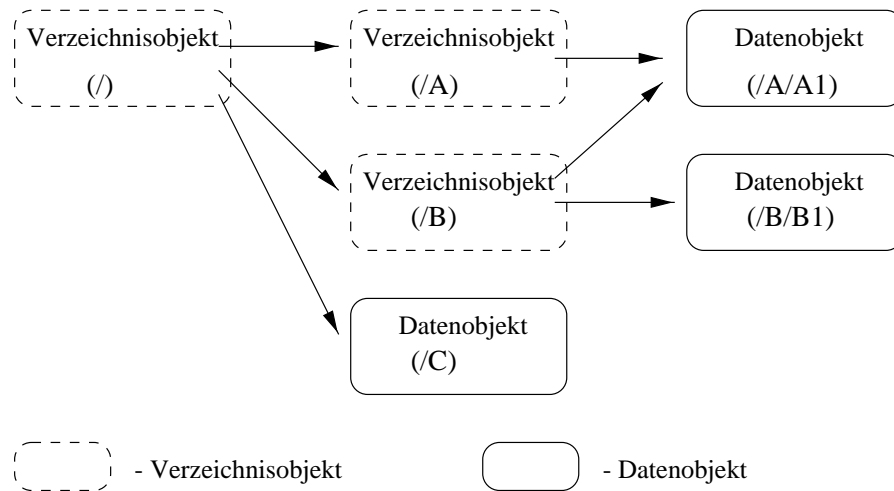 Verzeichnisobjekt
(/)
Verzeichnisobjekt
(/A)
Datenobjekt
(/A/A1)
Verzeichnisobjekt
(/B)
Datenobjekt
(/B/B1)
Datenobjekt
(/C)
- Verzeichnisobjekt
- Datenobjekt